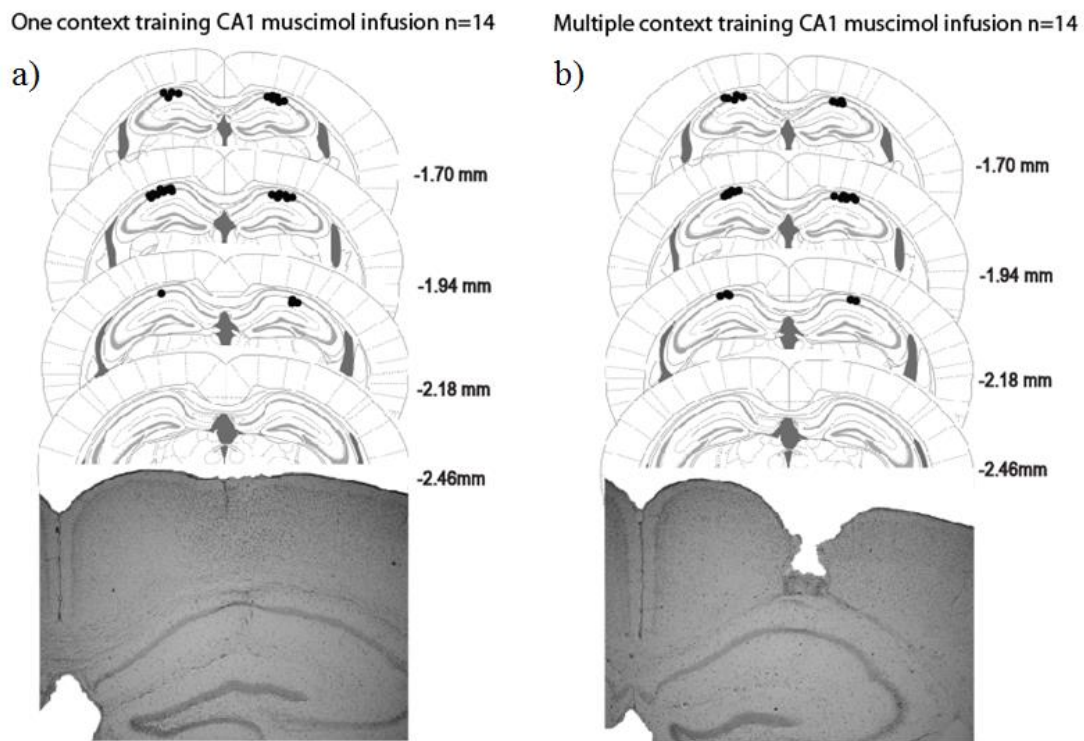 One context training CA1 muscimol infusion n=14
Multiple context training CA1 muscimol infusion n=14
a)
b)
-1.70 mm
-1.94 mm
-2.18 mm
-2.46mm
-1.70 mm
-1.94 mm
-2.18 mm
-2.46mm